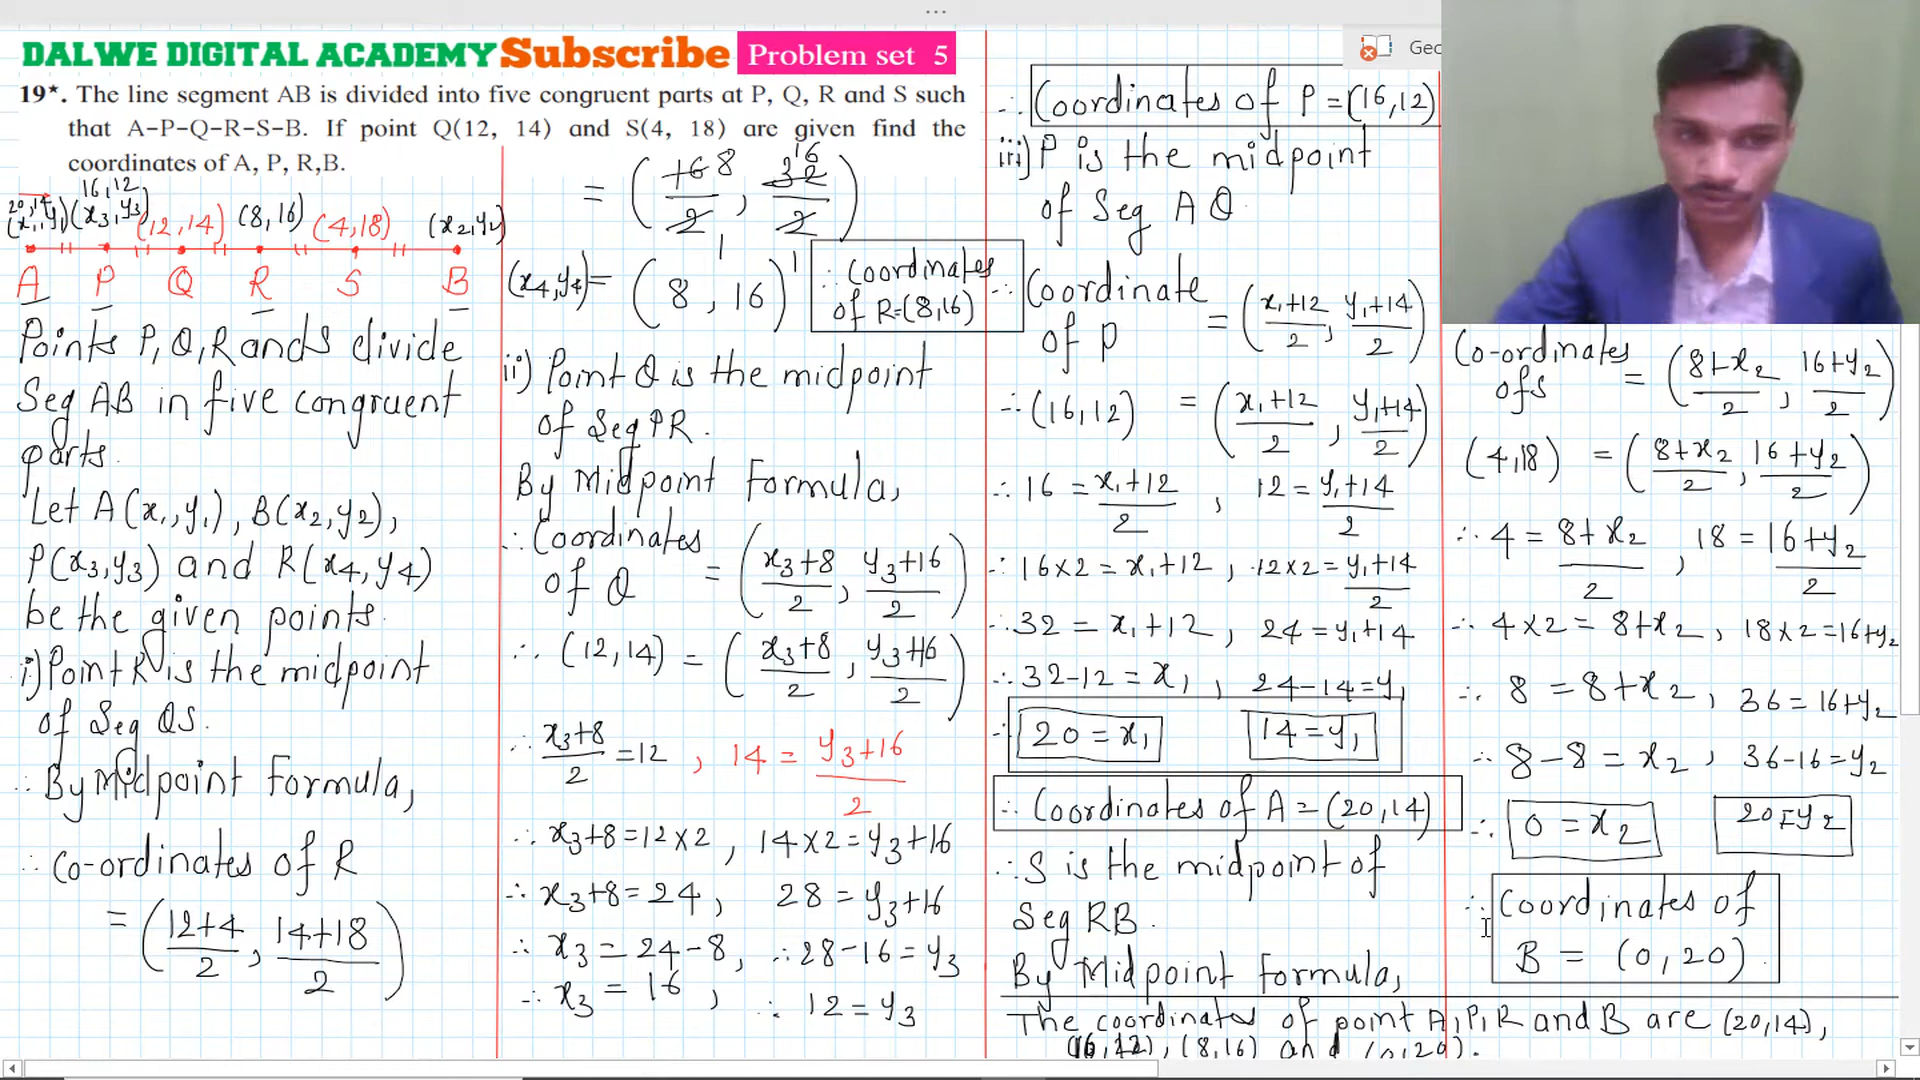 DALWE DIGITAL ACADEMY Subscribe Problem set 5
19*. The line segment AB is divided into five congruent parts at P, Q, R and S such
that A–P–Q–R–S–B. If point Q(12, 14) and S(4, 18) are given find the
coordinates of A, P, R,B.
20,14 16,12
(x₁,y₁) (x₃,y₃) (12,14) (8,16) (4,18) (x₂,y₂)
A P Q R S B
Points P,Q,R and S divide
Seg AB in five congruent
parts.
Let A(x₁,y₁), B(x₂,y₂),
P(x₃,y₃) and R(x₄,y₄)
be the given points.
i) Point R is the midpoint
of Seg QS.
∴ By Midpoint Formula,
∴ Co-ordinates of R
= (12+4/2, 14+18/2)
= (16/2, 32/2) 8 16 1 1
(x₄,y₄) = (8, 16)
∴ Coordinates
of R=(8,16)
ii) Point Q is the midpoint
of Seg PR.
By Midpoint Formula,
∴ Coordinates
of Q = (x₃+8/2, y₃+16/2)
∴ (12,14) = (x₃+8/2, y₃+16/2)
∴ x₃+8/2 = 12, 14 = y₃+16/2
∴ x₃+8 = 12×2, 14×2 = y₃+16
∴ x₃+8 = 24, 28 = y₃+16
∴ x₃ = 24-8, ∴ 28-16 = y₃
∴ x₃ = 16, ∴ 12 = y₃
Geo
∴ Coordinates of P = (16,12)
iii) P is the midpoint
of Seg AQ
∴ Coordinate
of P = (x₁+12/2, y₁+14/2)
∴ (16,12) = (x₁+12/2, y₁+14/2)
∴ 16 = x₁+12/2, 12 = y₁+14/2
∴ 16×2 = x₁+12, 12×2 = y₁+14/2
∴ 32 = x₁+12, 24 = y₁+14
∴ 32-12 = x₁, 24-14 = y₁
∴ 20 = x₁ 14 = y₁
∴ Coordinates of A = (20,14)
∴ S is the midpoint of
Seg RB.
By Midpoint Formula,
Co-ordinates
of S = (8+x₂/2, 16+y₂/2)
(4,18) = (8+x₂/2, 16+y₂/2)
∴ 4 = 8+x₂/2, 18 = 16+y₂/2
∴ 4×2 = 8+x₂, 18×2 = 16+y₂
∴ 8 = 8+x₂, 36 = 16+y₂
∴ 8-8 = x₂, 36-16 = y₂
∴ 0 = x₂ 20 = y₂
∴ Coordinates of
B = (0,20).
The coordinates of point A,P,R and B are (20,14),
(16,12), (8,16) and (0,20).